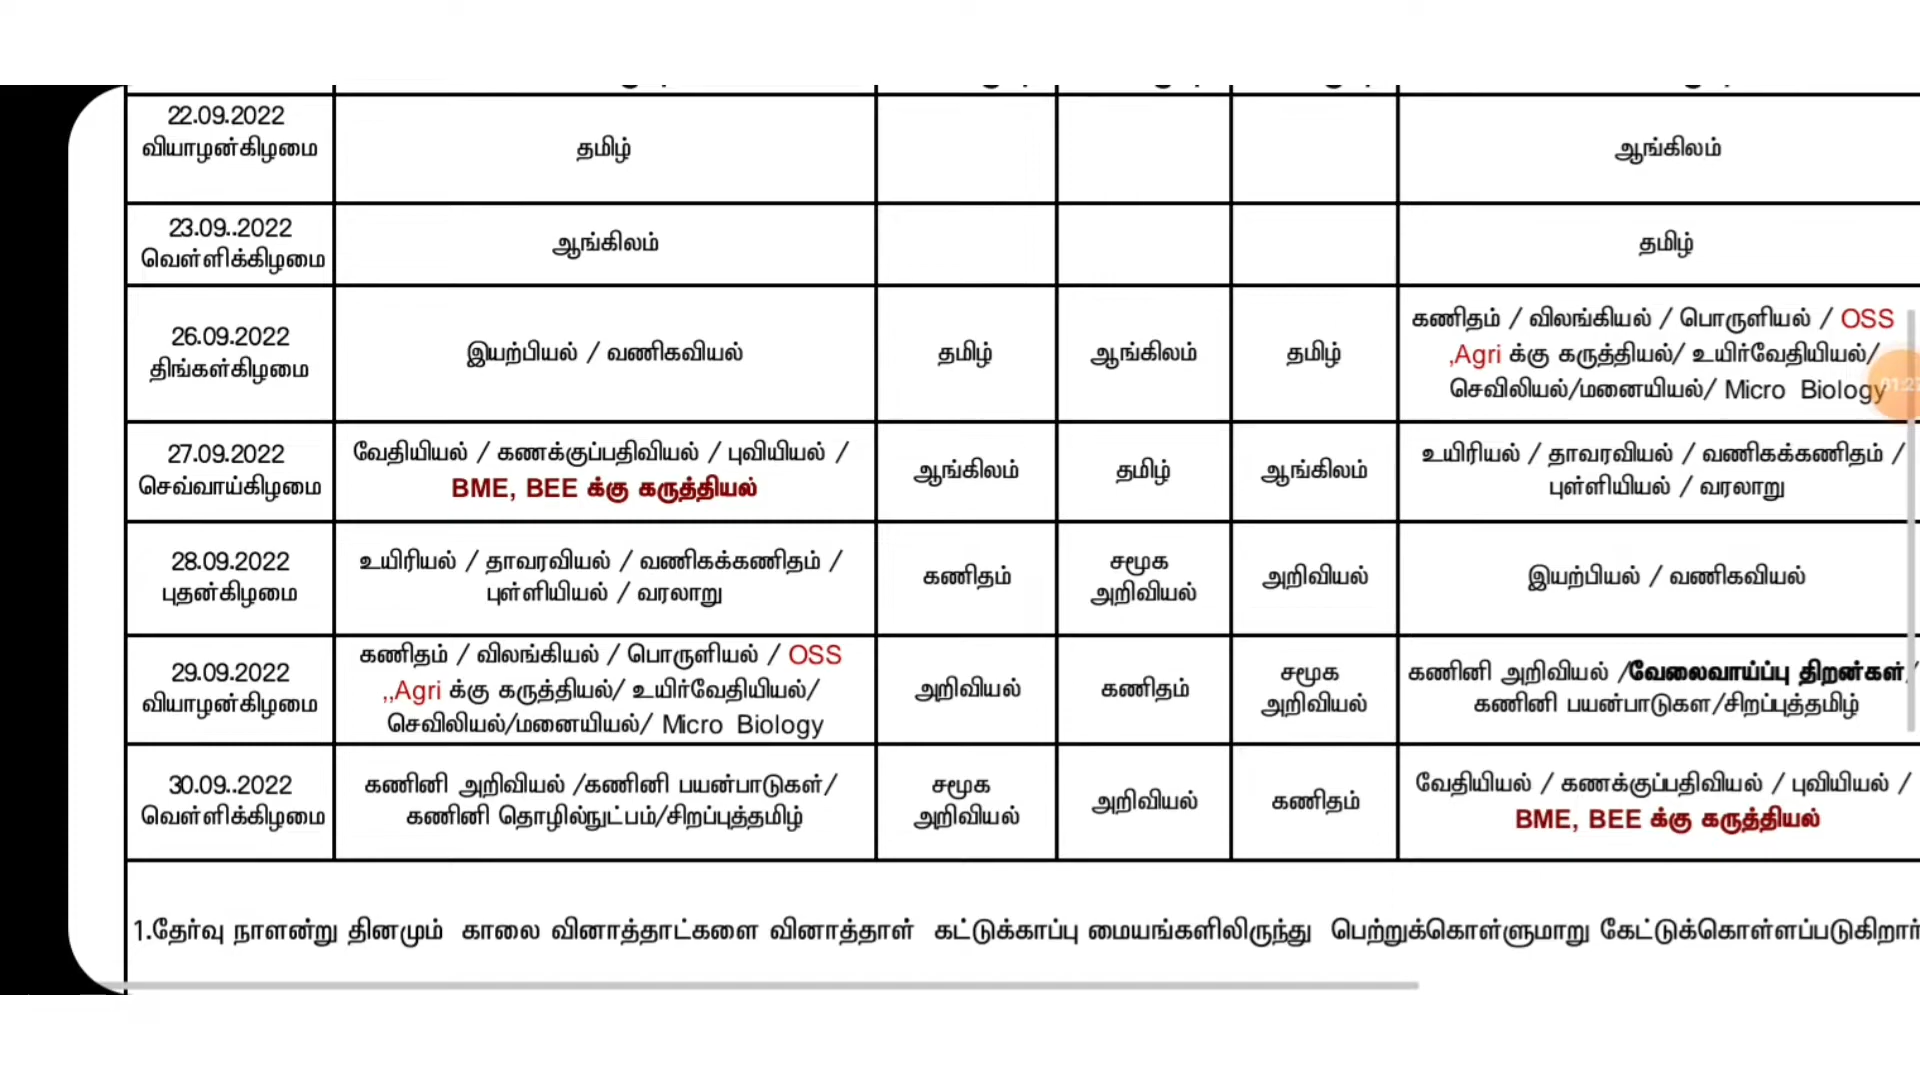 22.09.2022
வியாழன்கிழமை
தமிழ்
ஆங்கிலம்
23.09..2022
வெள்ளிக்கிழமை
ஆங்கிலம்
தமிழ்
26.09.2022
திங்கள்கிழமை
இயற்பியல் / வணிகவியல்
தமிழ்
ஆங்கிலம்
தமிழ்
கணிதம் / விலங்கியல் / பொருளியல் / OSS
,Agri க்கு கருத்தியல்/ உயிர்வேதியியல்/
செவிலியல்/மனையியல்/ Micro Biology
27.09.2022
செவ்வாய்கிழமை
வேதியியல் / கணக்குப்பதிவியல் / புவியியல் /
BME, BEE க்கு கருத்தியல்
ஆங்கிலம்
தமிழ்
ஆங்கிலம்
உயிரியல் / தாவரவியல் / வணிகக்கணிதம் /
புள்ளியியல் / வரலாறு
28.09.2022
புதன்கிழமை
உயிரியல் / தாவரவியல் / வணிகக்கணிதம் /
புள்ளியியல் / வரலாறு
கணிதம்
சமூக
அறிவியல்
அறிவியல்
இயற்பியல் / வணிகவியல்
29.09.2022
வியாழன்கிழமை
கணிதம் / விலங்கியல் / பொருளியல் / OSS
,,Agri க்கு கருத்தியல்/ உயிர்வேதியியல்/
செவிலியல்/மனையியல்/ Micro Biology
அறிவியல்
கணிதம்
சமூக
அறிவியல்
கணினி அறிவியல் /வேலைவாய்ப்பு திறன்கள்/
கணினி பயன்பாடுகள/சிறப்புத்தமிழ்
30.09..2022
வெள்ளிக்கிழமை
கணினி அறிவியல் /கணினி பயன்பாடுகள்/
கணினி தொழில்நுட்பம்/சிறப்புத்தமிழ்
சமூக
அறிவியல்
அறிவியல்
கணிதம்
வேதியியல் / கணக்குப்பதிவியல் / புவியியல் /
BME, BEE க்கு கருத்தியல்
1.தேர்வு நாளன்று தினமும் காலை வினாத்தாட்களை வினாத்தாள் கட்டுக்காப்பு மையங்களிலிருந்து பெற்றுக்கொள்ளுமாறு கேட்டுக்கொள்ளப்படுகிறார்